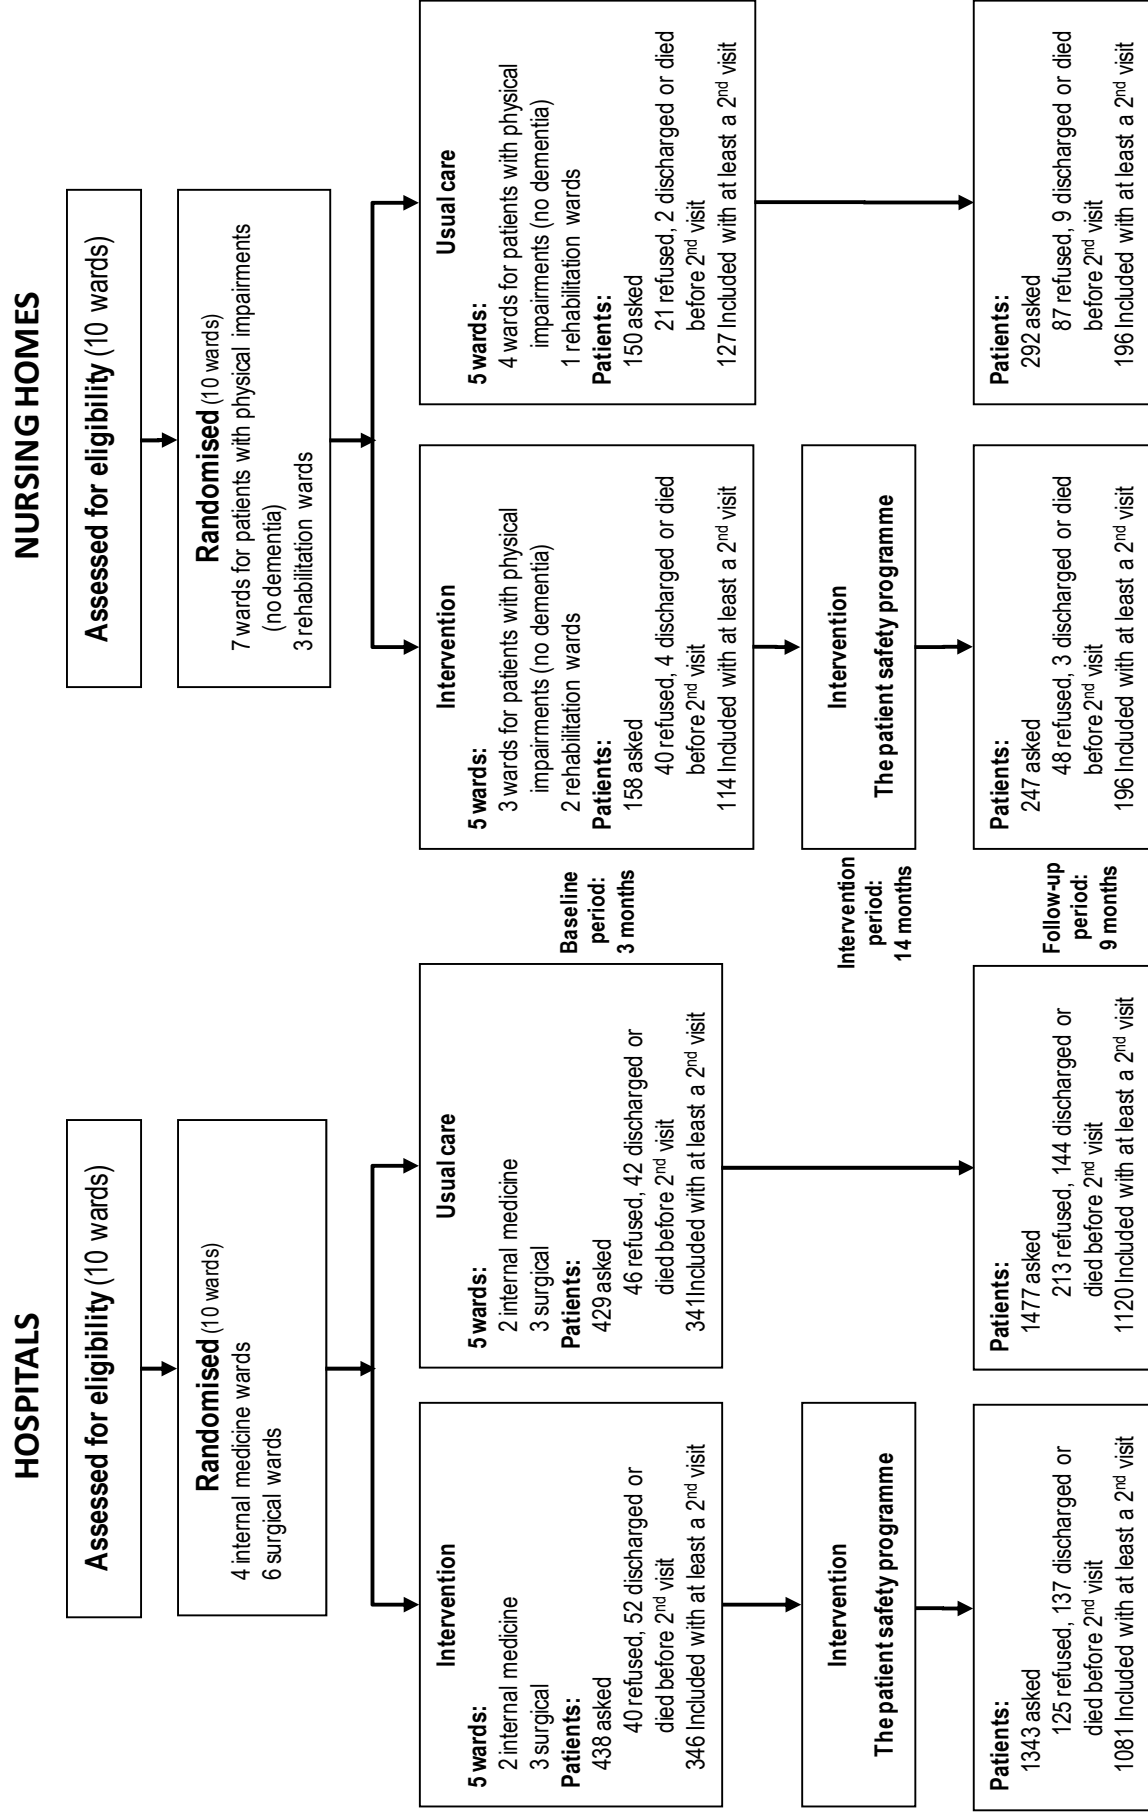 HOSPITALS
Assessed for eligibility (10 wards)
Randomised (10 wards)
4 internal medicine wards
6 surgical wards
Intervention
5 wards:
2 internal medicine
3 surgical
Patients:
438 asked
40 refused, 52 discharged or
died before 2nd visit
346 Included with at least a 2nd visit
Usual care
5 wards:
2 internal medicine
3 surgical
Patients:
429 asked
46 refused, 42 discharged or
died before 2nd visit
341 Included with at least a 2nd visit
Intervention
The patient safety programme
Patients:
1343 asked
125 refused, 137 discharged or
died before 2nd visit
1081 Included with at least a 2nd visit
Patients:
1477 asked
213 refused, 144 discharged or
died before 2nd visit
1120 Included with at least a 2nd visit
Baseline
period:
3 months
Intervention
period:
14 months
Follow-up
period:
9 months
NURSING HOMES
Assessed for eligibility (10 wards)
Randomised (10 wards)
7 wards for patients with physical impairments
(no dementia)
3 rehabilitation wards
Intervention
5 wards:
3 wards for patients with physical
impairments (no dementia)
2 rehabilitation wards
Patients:
158 asked
40 refused, 4 discharged or died
before 2nd visit
114 Included with at least a 2nd visit
Usual care
5 wards:
4 wards for patients with physical
impairments (no dementia)
1 rehabilitation wards
Patients:
150 asked
21 refused, 2 discharged or died
before 2nd visit
127 Included with at least a 2nd visit
Intervention
The patient safety programme
Patients:
247 asked
48 refused, 3 discharged or died
before 2nd visit
196 Included with at least a 2nd visit
Patients:
292 asked
87 refused, 9 discharged or died
before 2nd visit
196 Included with at least a 2nd visit